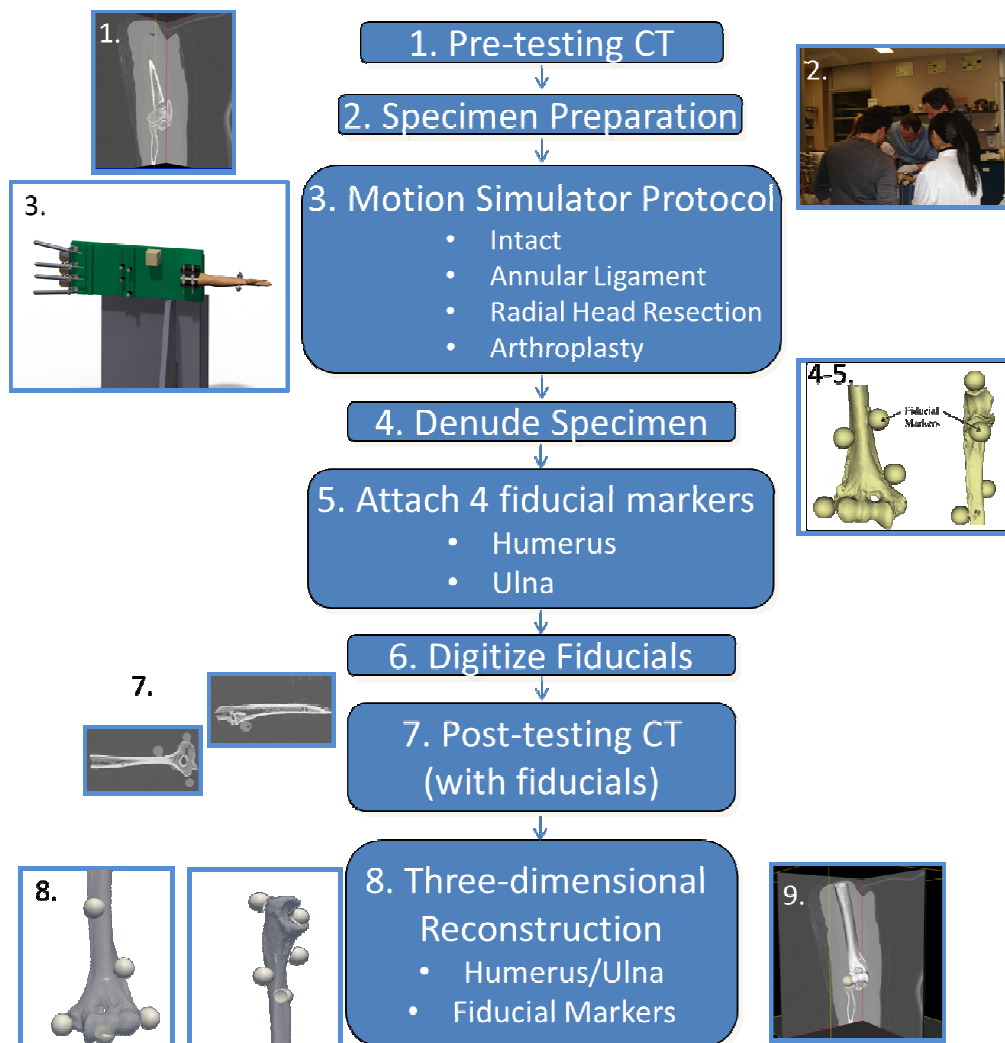 1.
1. Pre-testing CT
2.
2. Specimen Preparation
3.
3. Motion Simulator Protocol
• Intact
• Annular Ligament
• Radial Head Resection
• Arthroplasty
4-5.
Fiducial
Markers
4. Denude Specimen
5. Attach 4 fiducial markers
• Humerus
• Ulna
6. Digitize Fiducials
7.
7. Post-testing CT
(with fiducials)
8.
8. Three-dimensional
Reconstruction
• Humerus/Ulna
• Fiducial Markers
9.